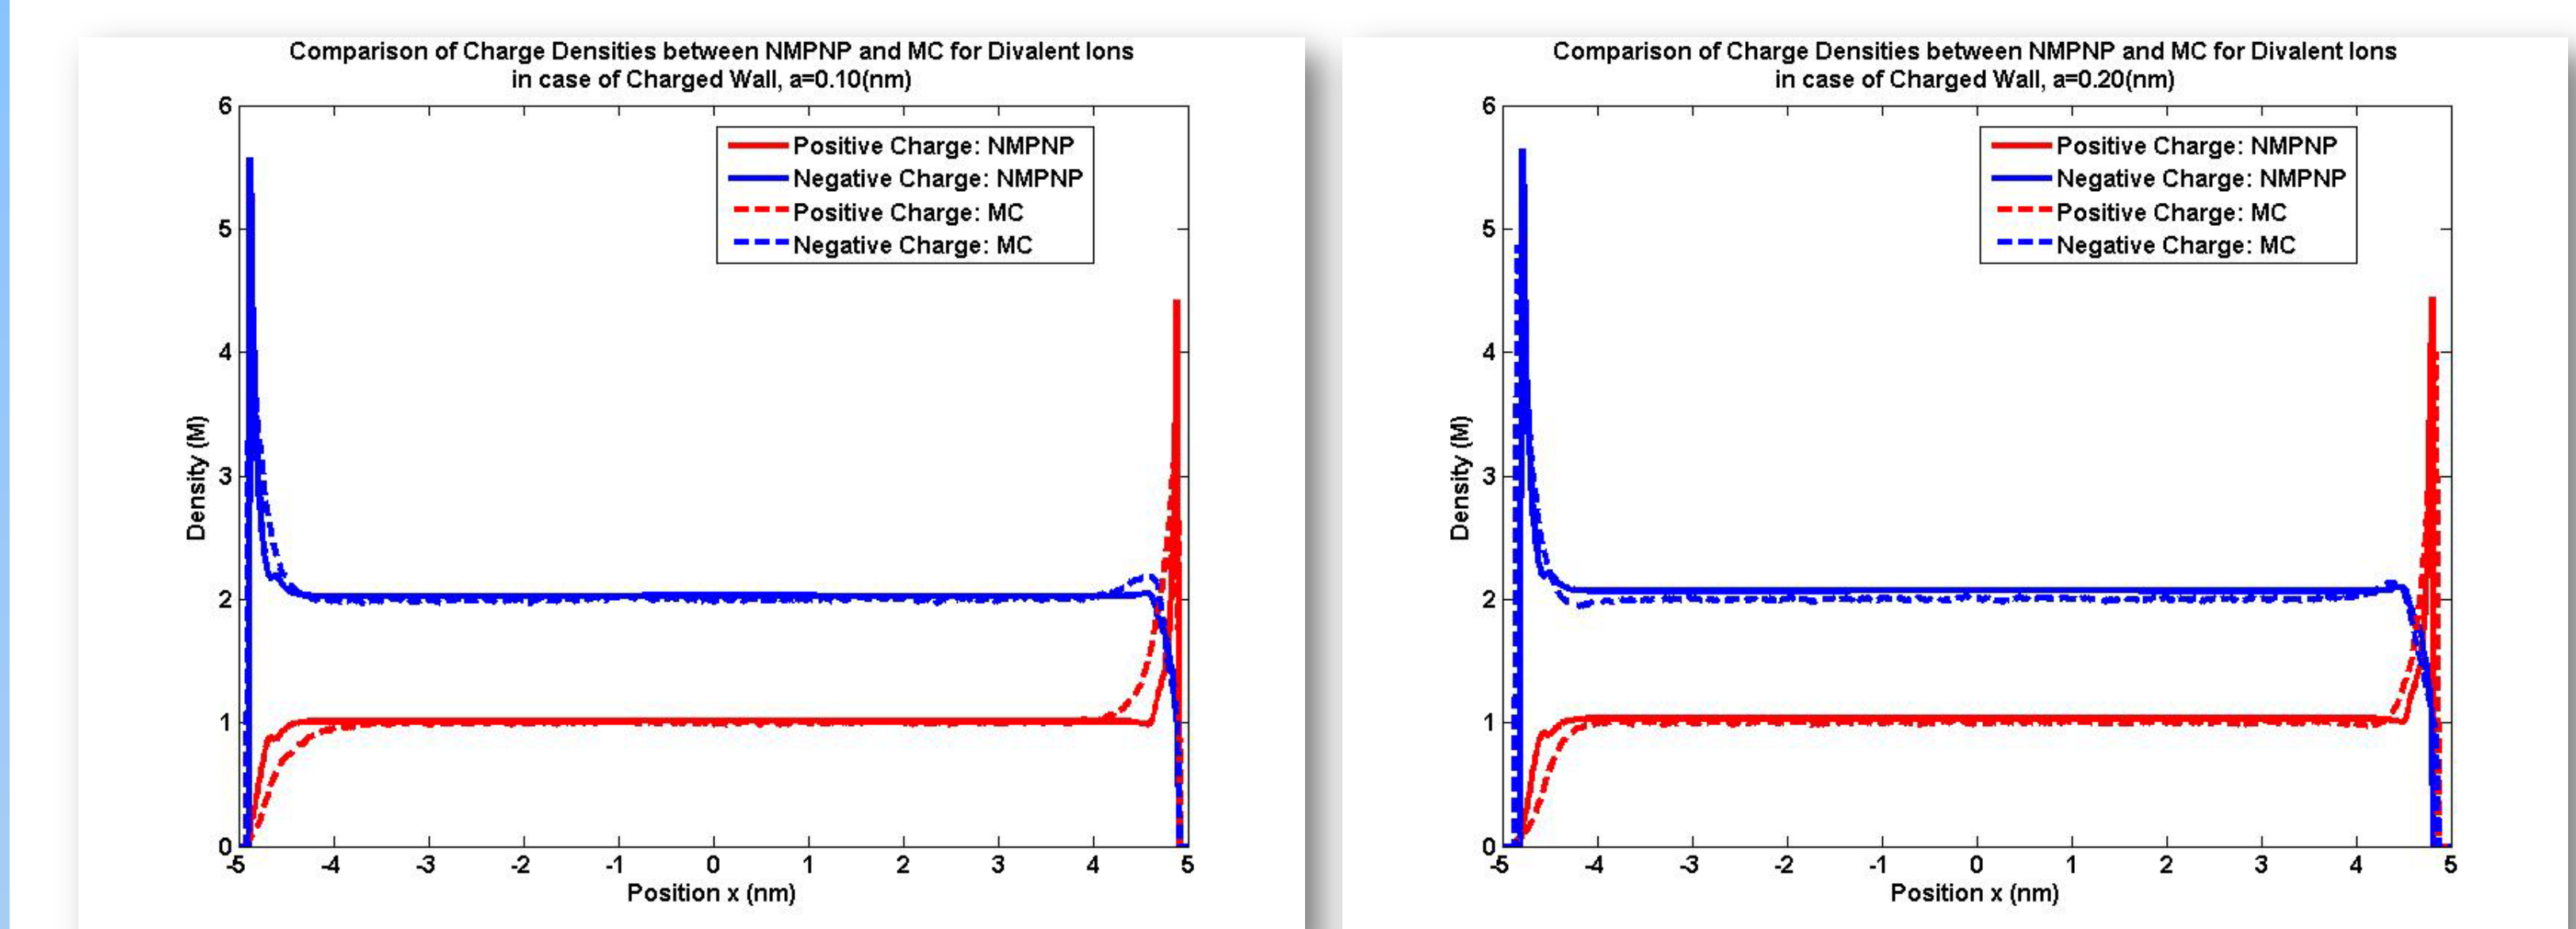 Comparison of Charge Densities between NMPNP and MC for Divalent Ions
in case of Charged Wall, a=0.10(nm)
6
5
4
3
2
1
0
Density (M)
Positive Charge: NMPNP
Negative Charge: NMPNP
Positive Charge: MC
Negative Charge: MC
-5 -4 -3 -2 -1 0 1 2 3 4 5
Position x (nm)
Comparison of Charge Densities between NMPNP and MC for Divalent Ions
in case of Charged Wall, a=0.20(nm)
6
5
4
3
2
1
0
Density (M)
Positive Charge: NMPNP
Negative Charge: NMPNP
Positive Charge: MC
Negative Charge: MC
-5 -4 -3 -2 -1 0 1 2 3 4 5
Position x (nm)